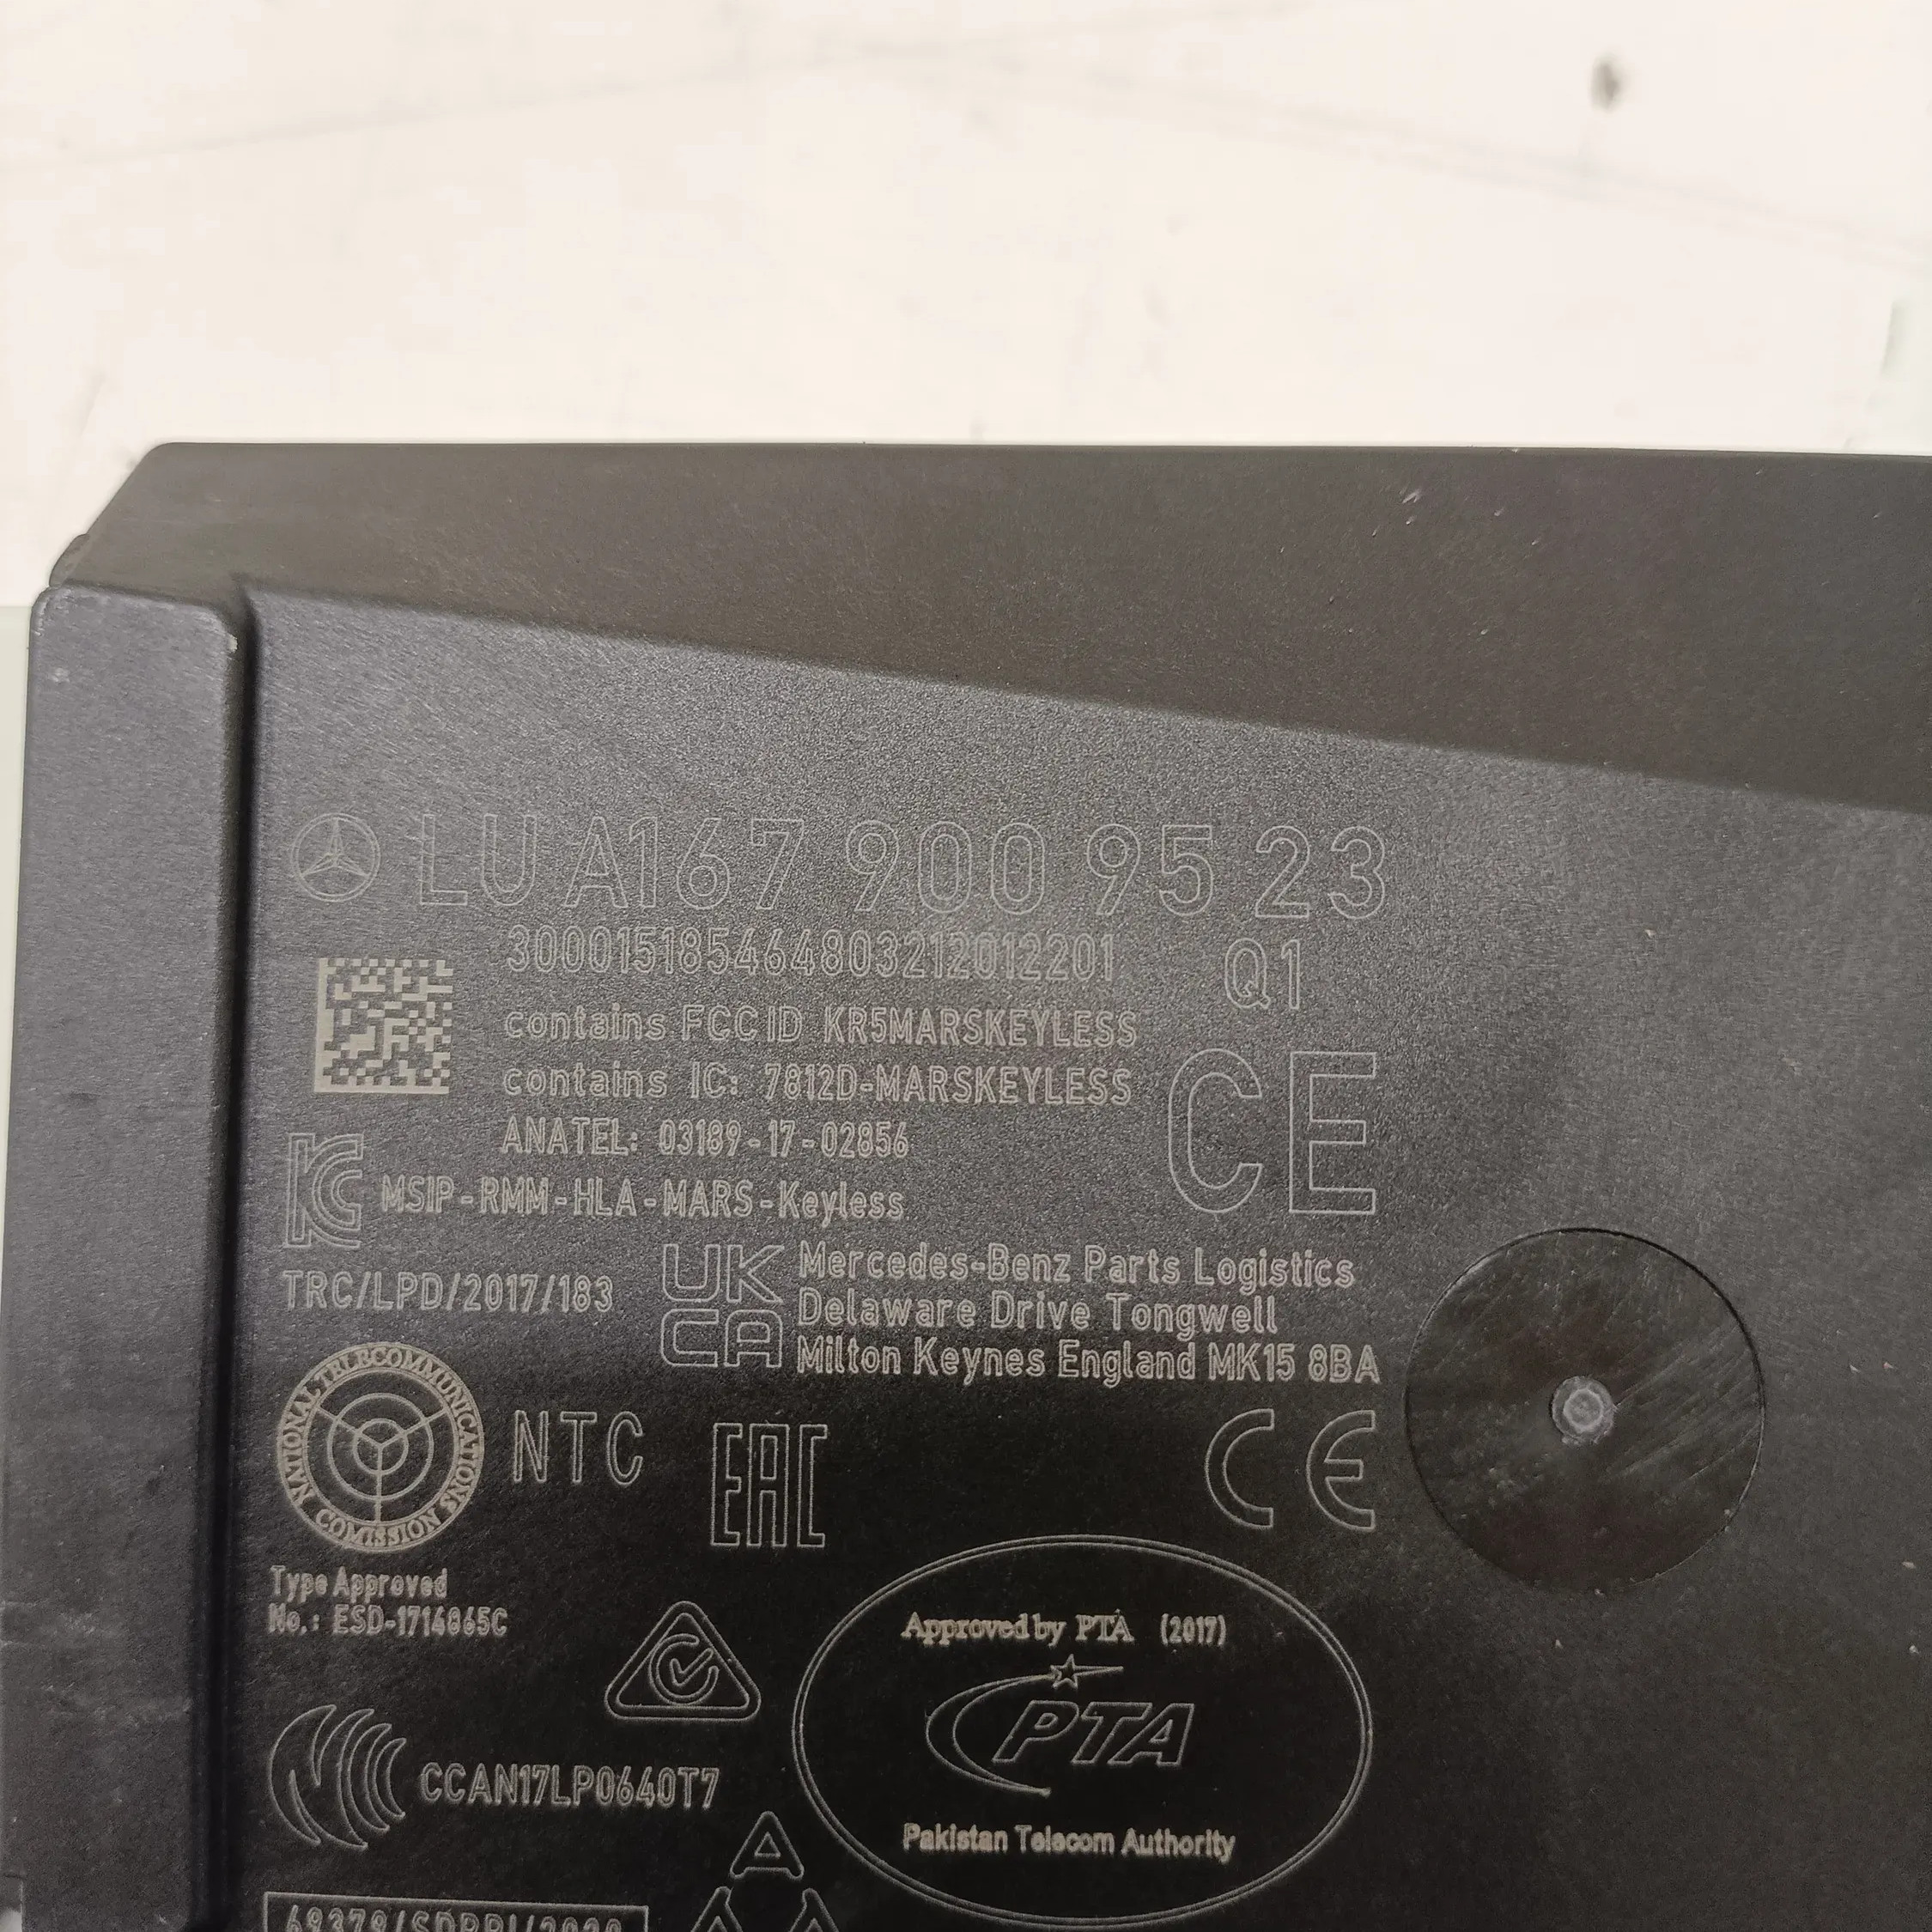 LU A167 900 95 23
3000151854648032120122​01 Q1
contains FCC ID KR5MARSKEYLESS
contains IC: 7812D-MARSKEYLESS
CE
ANATEL: 03189-17-02856
MSIP-RMM-HLA-MARS-Keyless
TRC/LPD/2017/183
UK
CA
Mercedes-Benz Parts Logistics
Delaware Drive Tongwell
Milton Keynes England MK15 8BA
NATIONAL TELECOMMUNICATIONS COMISSION
NTC
EAC
CE
Type Approved
No.: ESD-1714865C
Approved by PTA (2017)
PTA
Pakistan Telecom Authority
CCAN17LP0640T7
A